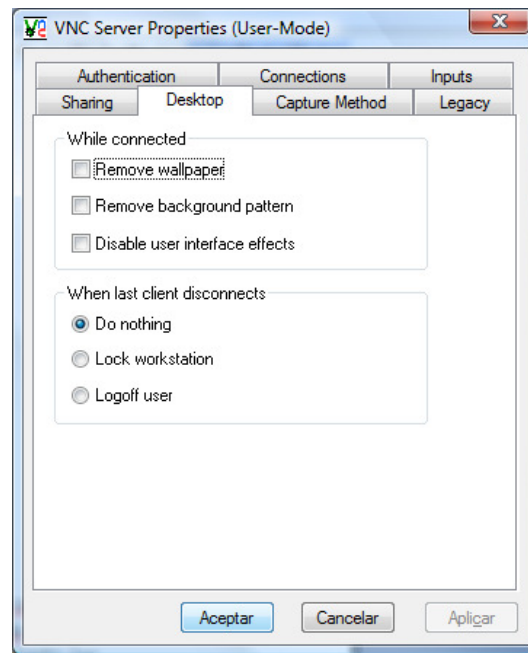 VNC Server Properties (User-Mode)
Authentication Connections Inputs
Sharing Desktop Capture Method Legacy
While connected
Remove wallpaper
Remove background pattern
Disable user interface effects
When last client disconnects
Do nothing
Lock workstation
Logoff user
Aceptar Cancelar Aplicar